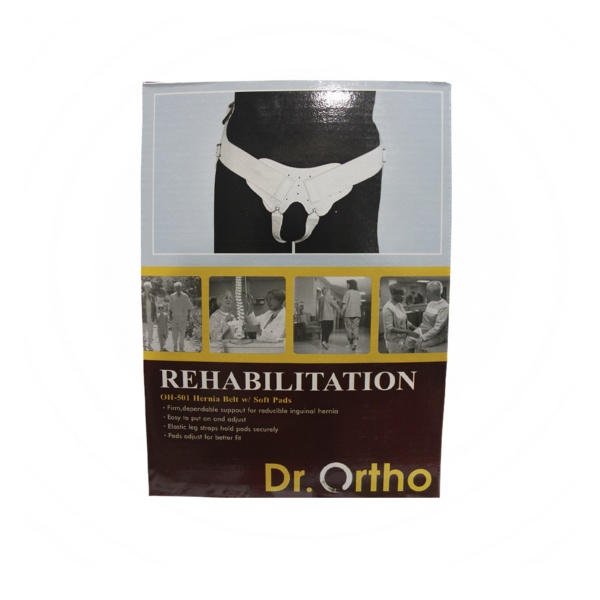 REHABILITATION
OH-501 Hernia Belt w/ Soft Pads
· Firm,dependable support for reducible inguinal hernia
· Easy to put on and adjust
· Elastic leg straps hold pads securely
· Pads adjust for better fit
Dr. Ortho